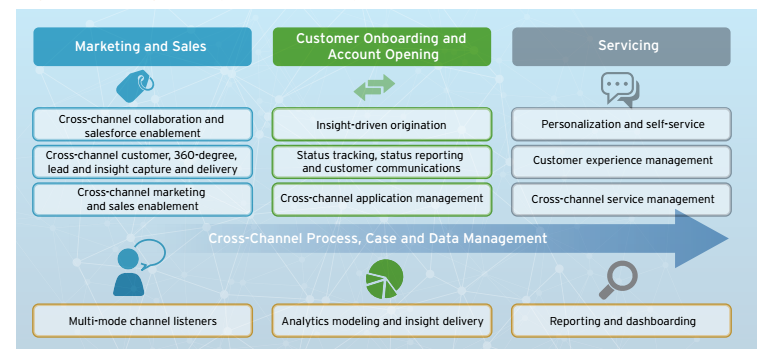 Marketing and Sales
Customer Onboarding and
Account Opening
Servicing
Cross-channel collaboration and
salesforce enablement
Insight-driven origination
Personalization and self-service
Cross-channel customer, 360-degree,
lead and insight capture and delivery
Status tracking, status reporting
and customer communications
Customer experience management
Cross-channel marketing
and sales enablement
Cross-channel application management
Cross-channel service management
Cross-Channel Process, Case and Data Management
Multi-mode channel listeners
Analytics modeling and insight delivery
Reporting and dashboarding